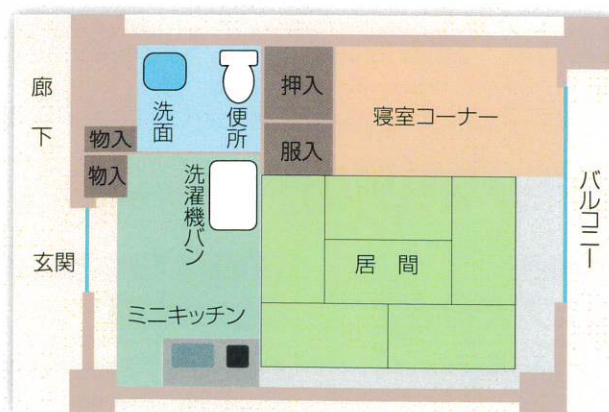 廊下
洗面
便所
押入
寝室コーナー
物入
服入
物入
洗濯機バン
バルコニー
玄関
居間
ミニキッチン